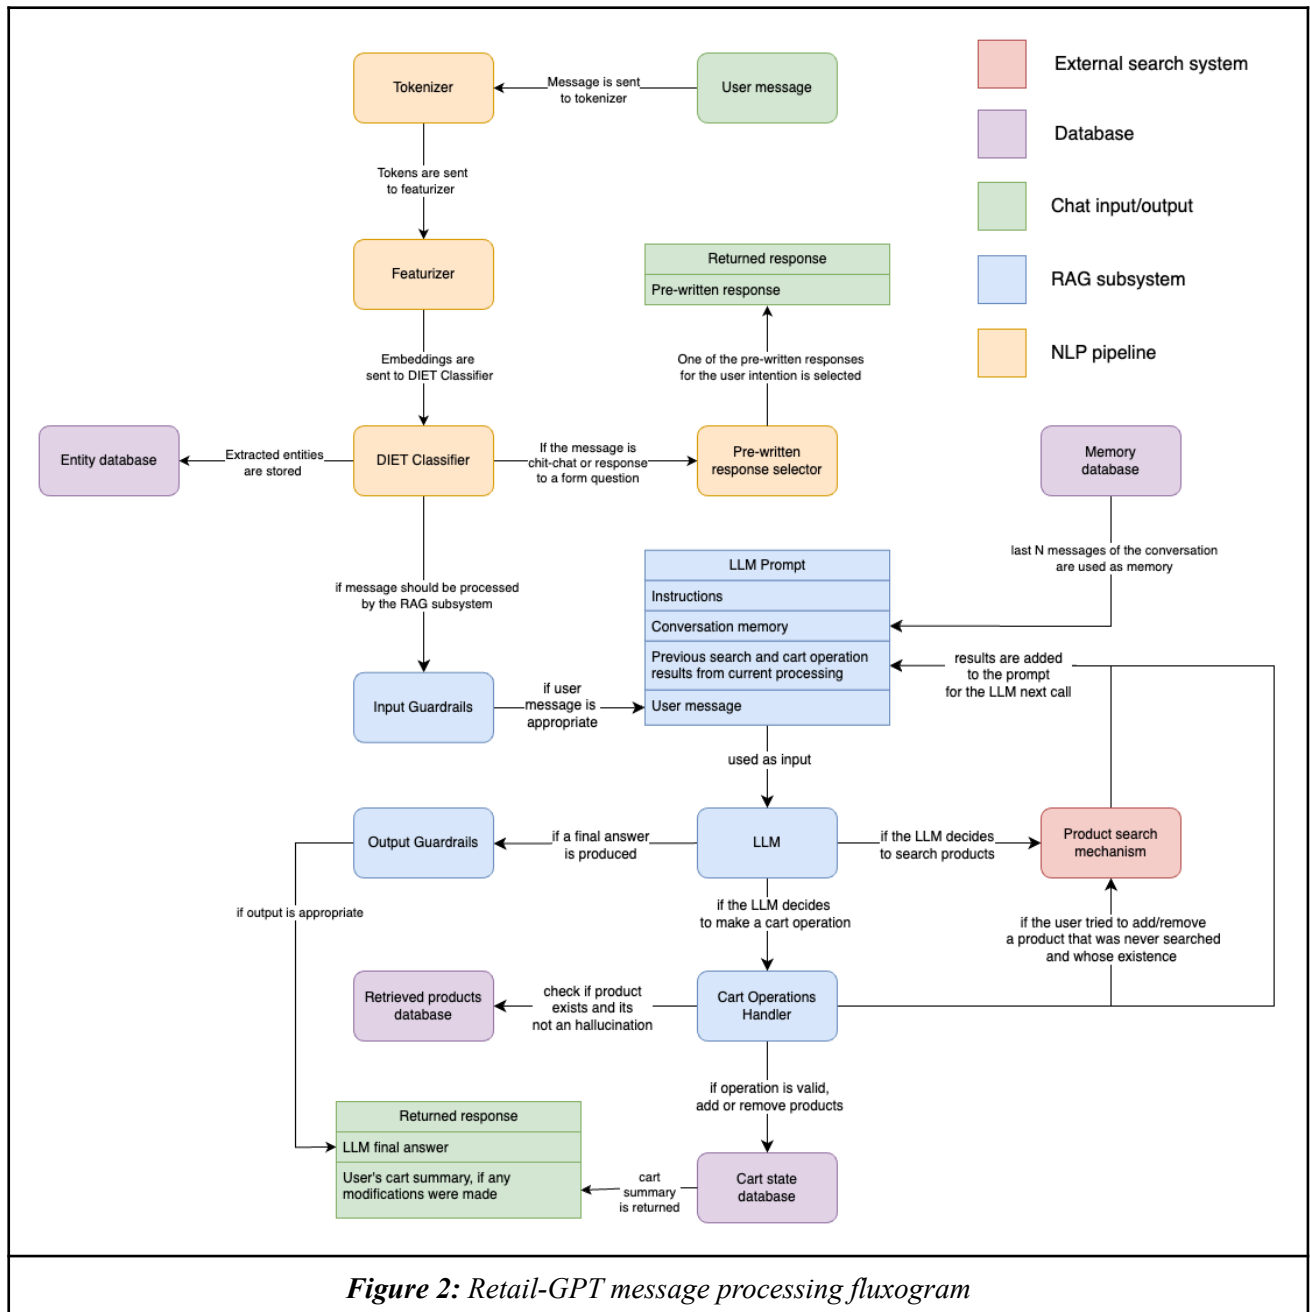 Tokenizer
Message is sent
to tokenizer
User message
External search system
Database
Chat input/output
RAG subsystem
NLP pipeline
Tokens are sent
to featurizer
Featurizer
Returned response
Pre-written response
Embeddings are
sent to DIET Classifier
One of the pre-written responses
for the user intention is selected
Entity database
Extracted entities
are stored
DIET Classifier
If the message is
chit-chat or response
to a form question
Pre-written
response selector
Memory
database
last N messages of the conversation
are used as memory
if message should be processed
by the RAG subsystem
LLM Prompt
Instructions
Conversation memory
Previous search and cart operation
results from current processing
User message
results are added
to the prompt
for the LLM next call
Input Guardrails
if user
message is
appropriate
used as input
Output Guardrails
if a final answer
is produced
LLM
if the LLM decides
to search products
Product search
mechanism
if output is appropriate
if the LLM decides
to make a cart operation
if the user tried to add/remove
a product that was never searched
and whose existence
Retrieved products
database
check if product
exists and its
not an hallucination
Cart Operations
Handler
if operation is valid,
add or remove products
Returned response
LLM final answer
User's cart summary, if any
modifications were made
cart
summary
is returned
Cart state
database
Figure 2: Retail-GPT message processing fluxogram